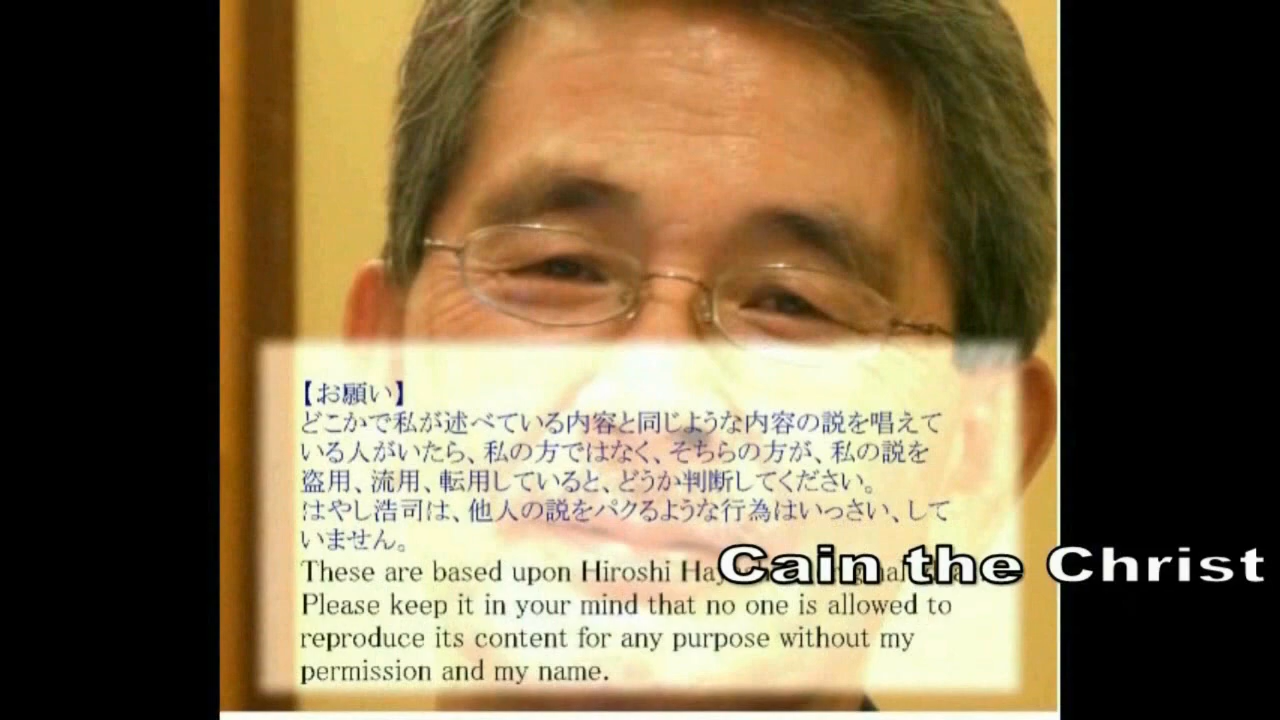 【お願い】
どこかで私が述べている内容と同じような内容の説を唱えて
いる人がいたら、私の方ではなく、そちらの方が、私の説を
盗用、流用、転用していると、どうか判断してください。
はやし浩司は、他人の説をパクるような行為はいっさい、して
いません。
These are based upon Hiroshi
Cain the Christ
Please keep it in your mind that no one is allowed to
reproduce its content for any purpose without my
permission and my name.